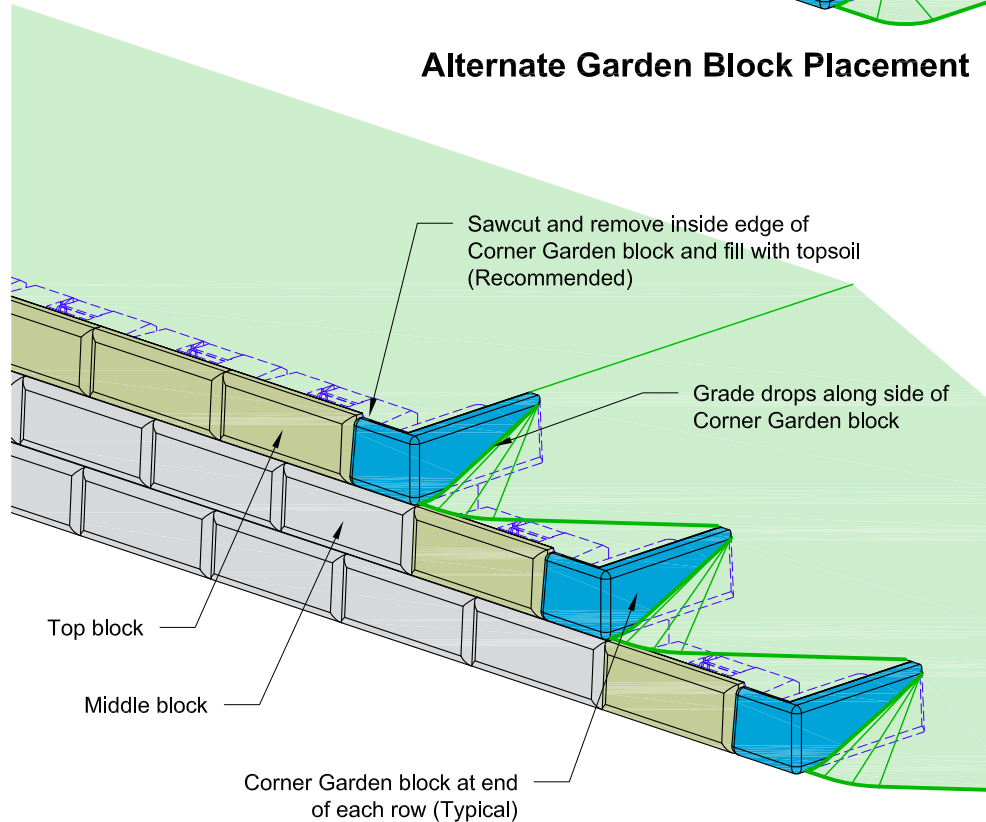 Alternate Garden Block Placement
Sawcut and remove inside edge of
Corner Garden block and fill with topsoil
(Recommended)
Grade drops along side of
Corner Garden block
Top block
Middle block
Corner Garden block at end
of each row (Typical)